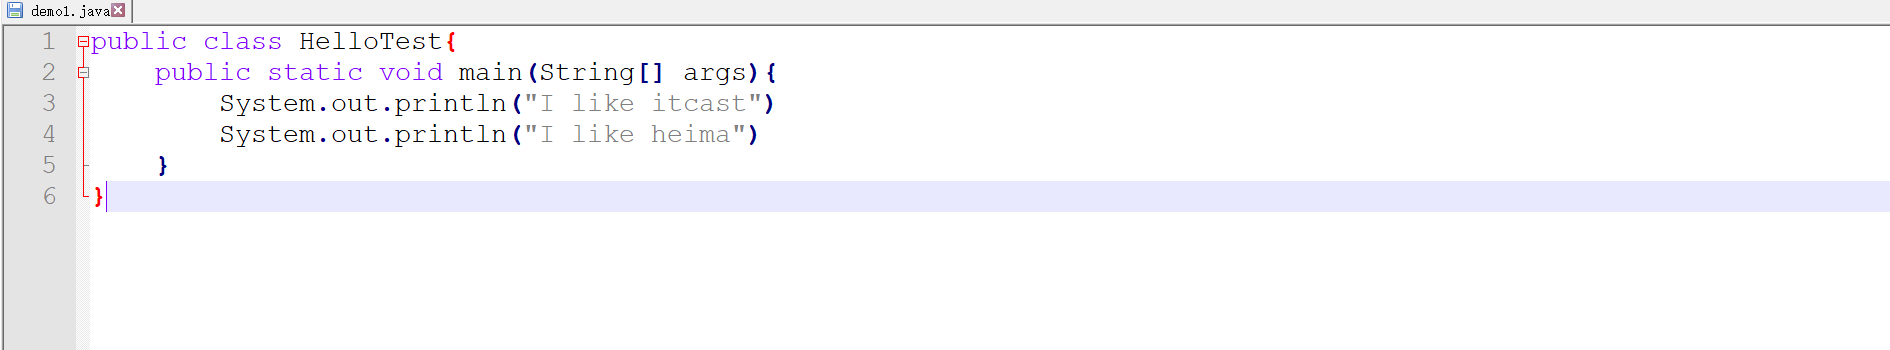 demo1.java
1 public class HelloTest{
2     public static void main(String[] args){
3         System.out.println("I like itcast")
4         System.out.println("I like heima")
5     }
6 }